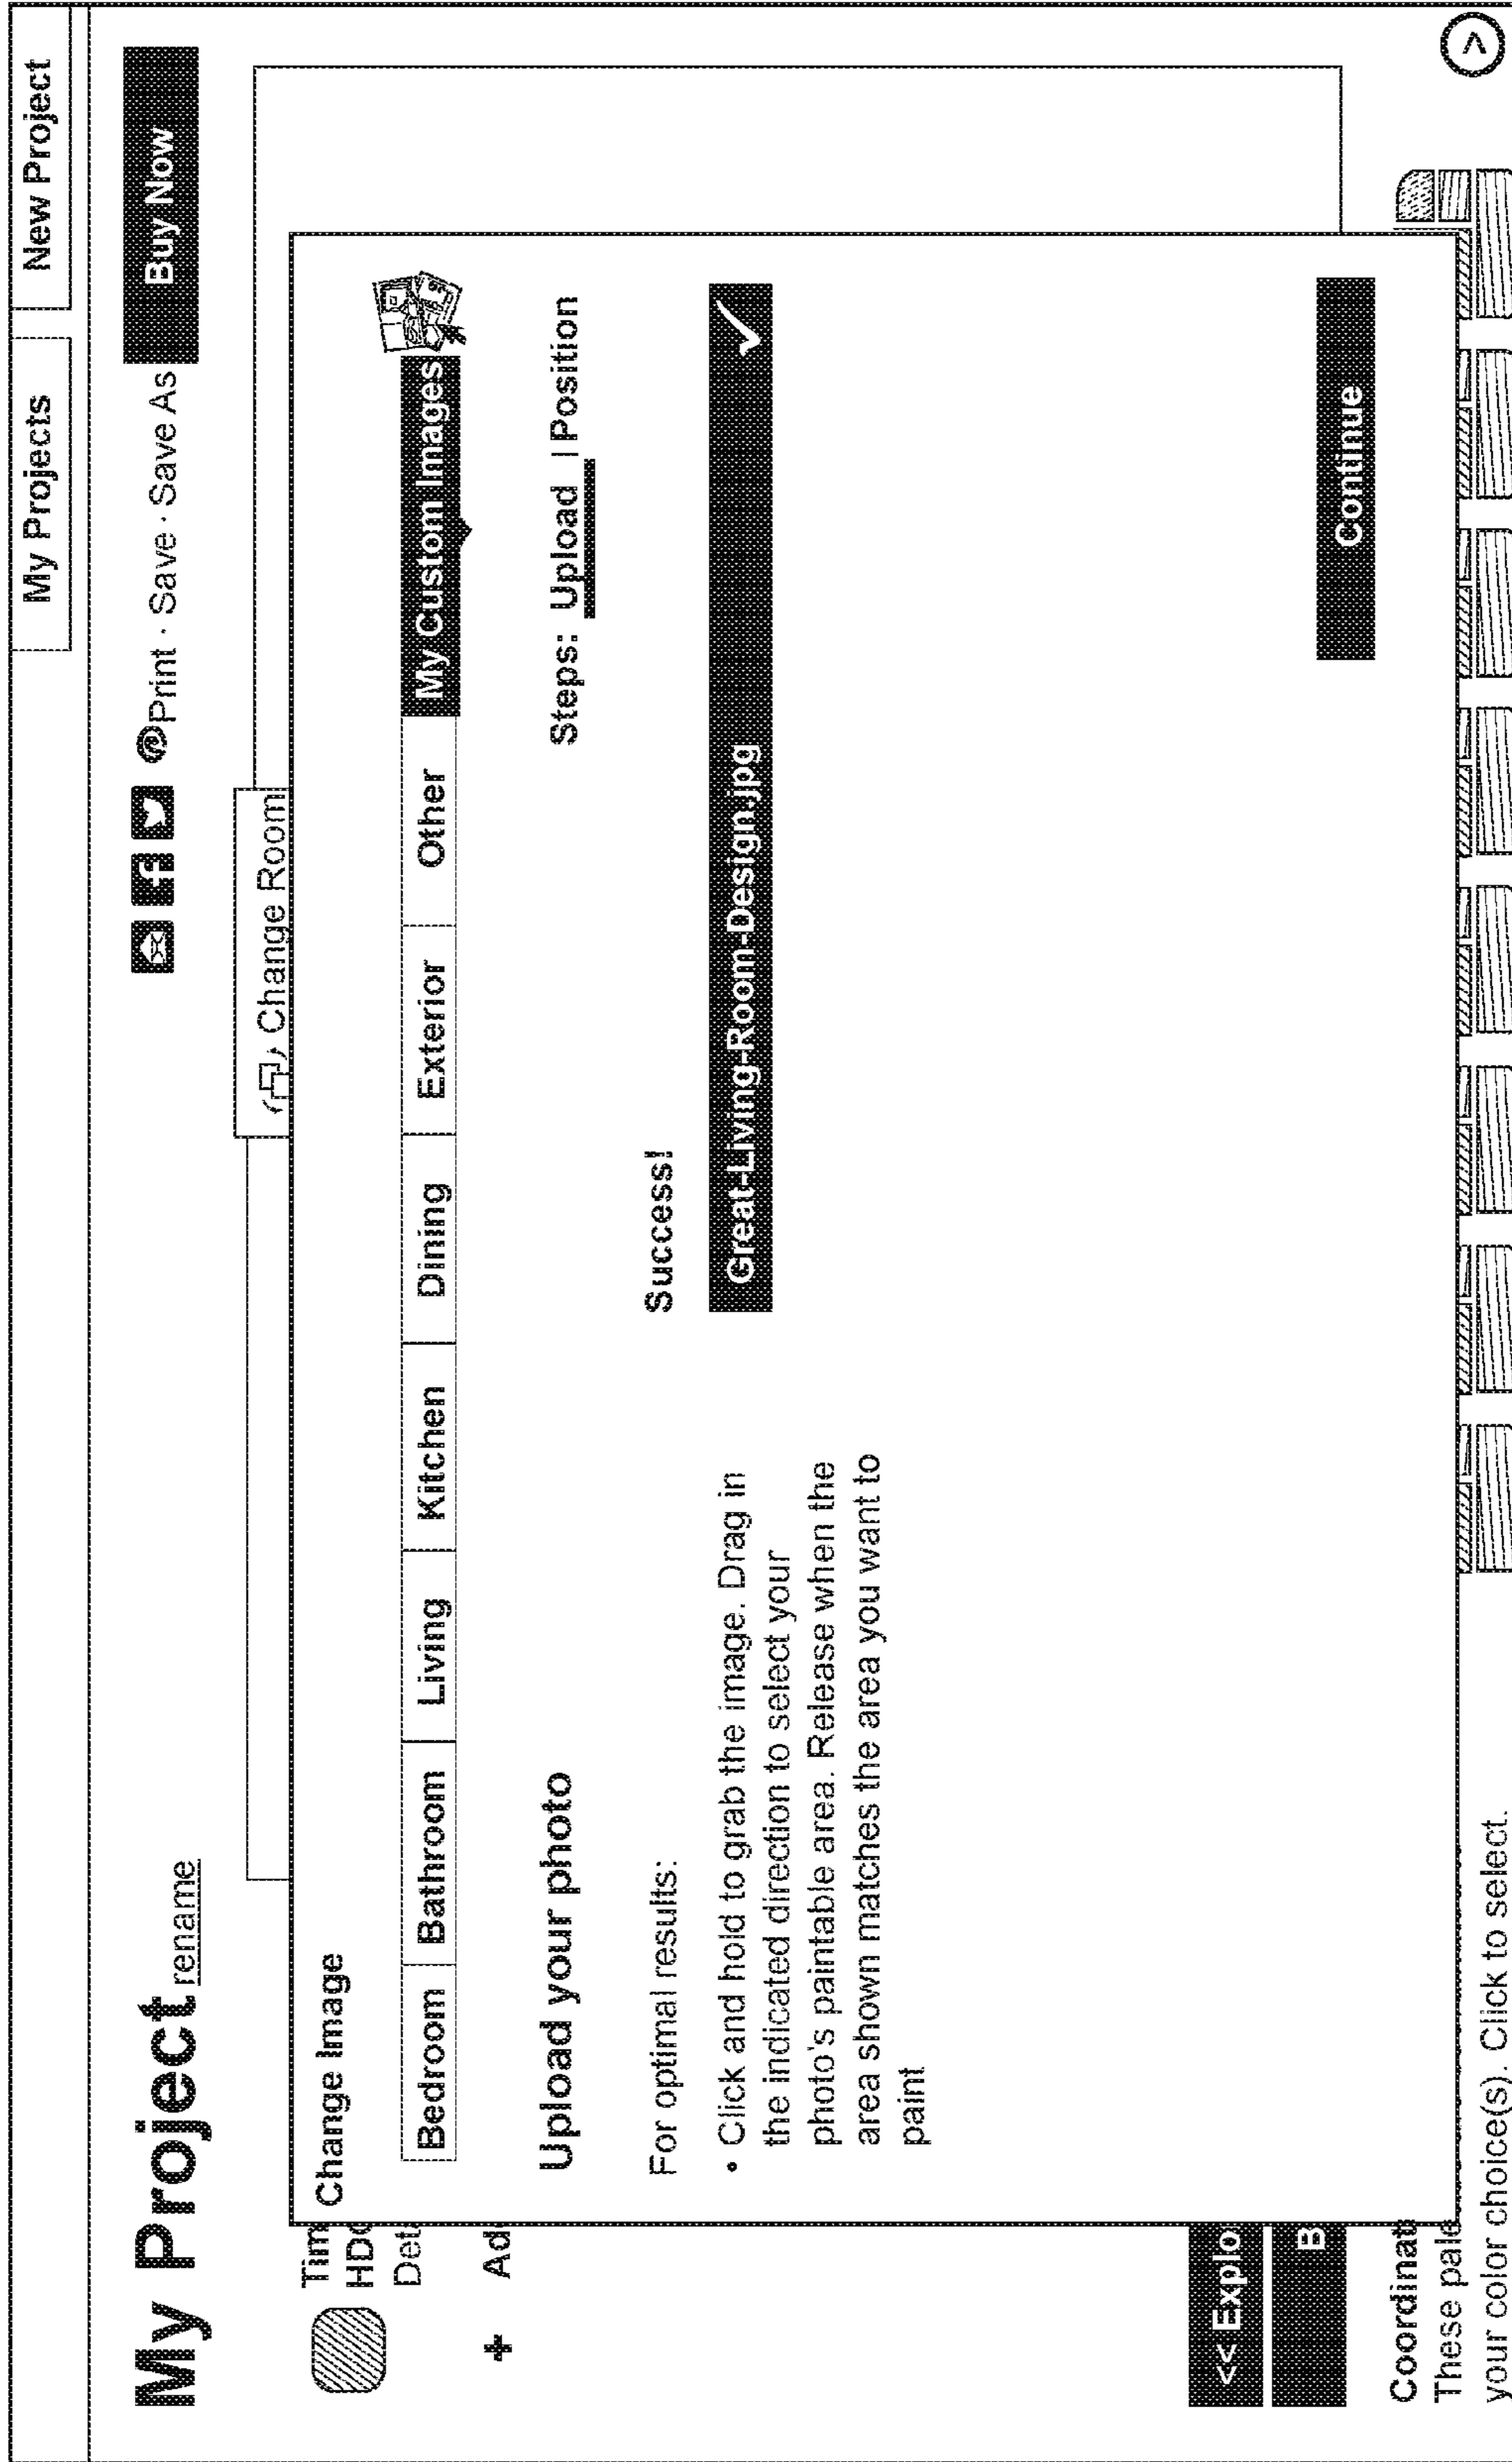 My Projects
New Project
My Project rename
Print · Save · Save As
Buy Now
Change Room
Tim
HDC
Det
+ Ad
Change Image
Bedroom
Bathroom
Living
Kitchen
Dining
Exterior
Other
My Custom Images
Upload your photo
Steps: Upload | Position
For optimal results:
• Click and hold to grab the image. Drag in
the indicated direction to select your
photo's paintable area. Release when the
area shown matches the area you want to
paint
Success!
Great-Living-Room-Design.jpg
Continue
<< Explo
B
Coordinat
These pale
your color choice(s). Click to select.